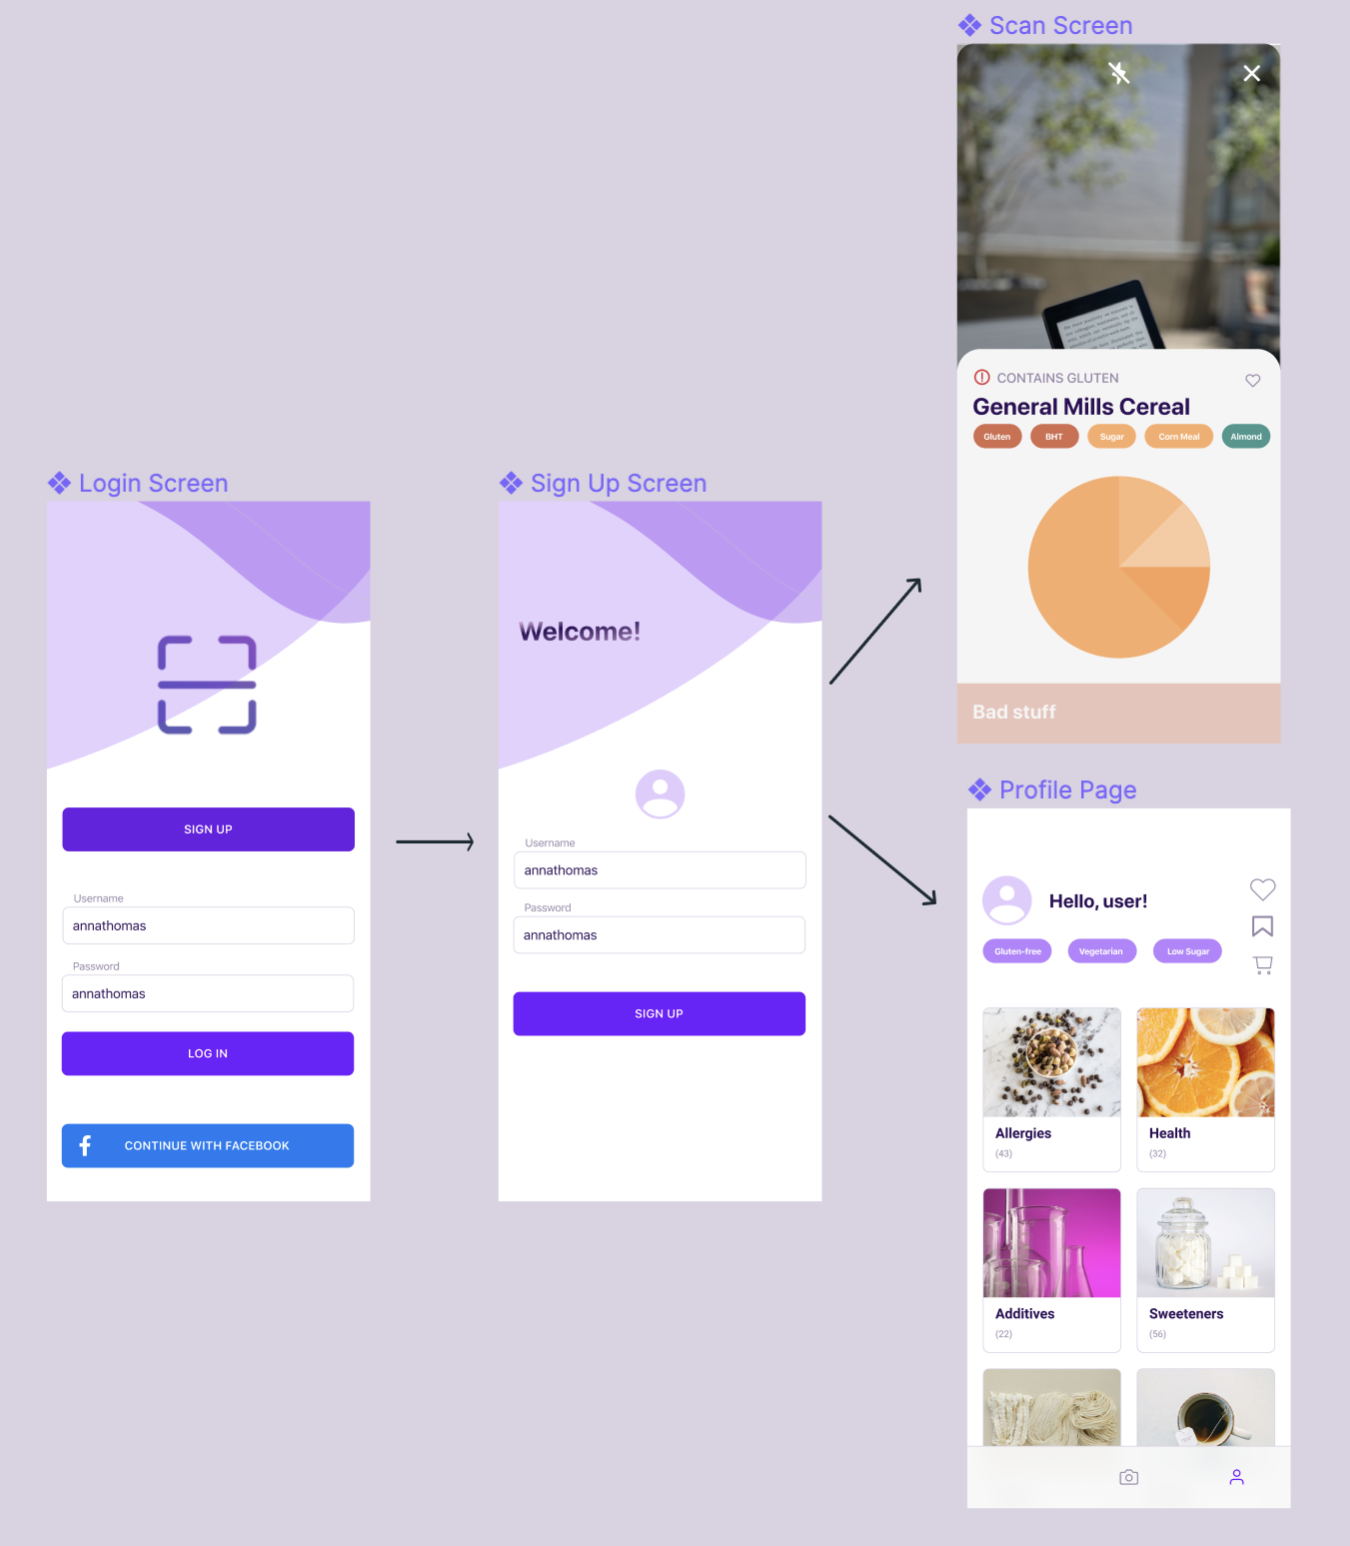 Scan Screen
CONTAINS GLUTEN
General Mills Cereal
Gluten BHT Sugar Corn Meal Almond
Bad stuff
Login Screen
SIGN UP
Username
annathomas
Password
annathomas
LOG IN
CONTINUE WITH FACEBOOK
Sign Up Screen
Welcome!
Username
annathomas
Password
annathomas
SIGN UP
Profile Page
Hello, user!
Gluten-free Vegetarian Low Sugar
Allergies
(43)
Health
(32)
Additives
(22)
Sweeteners
(56)